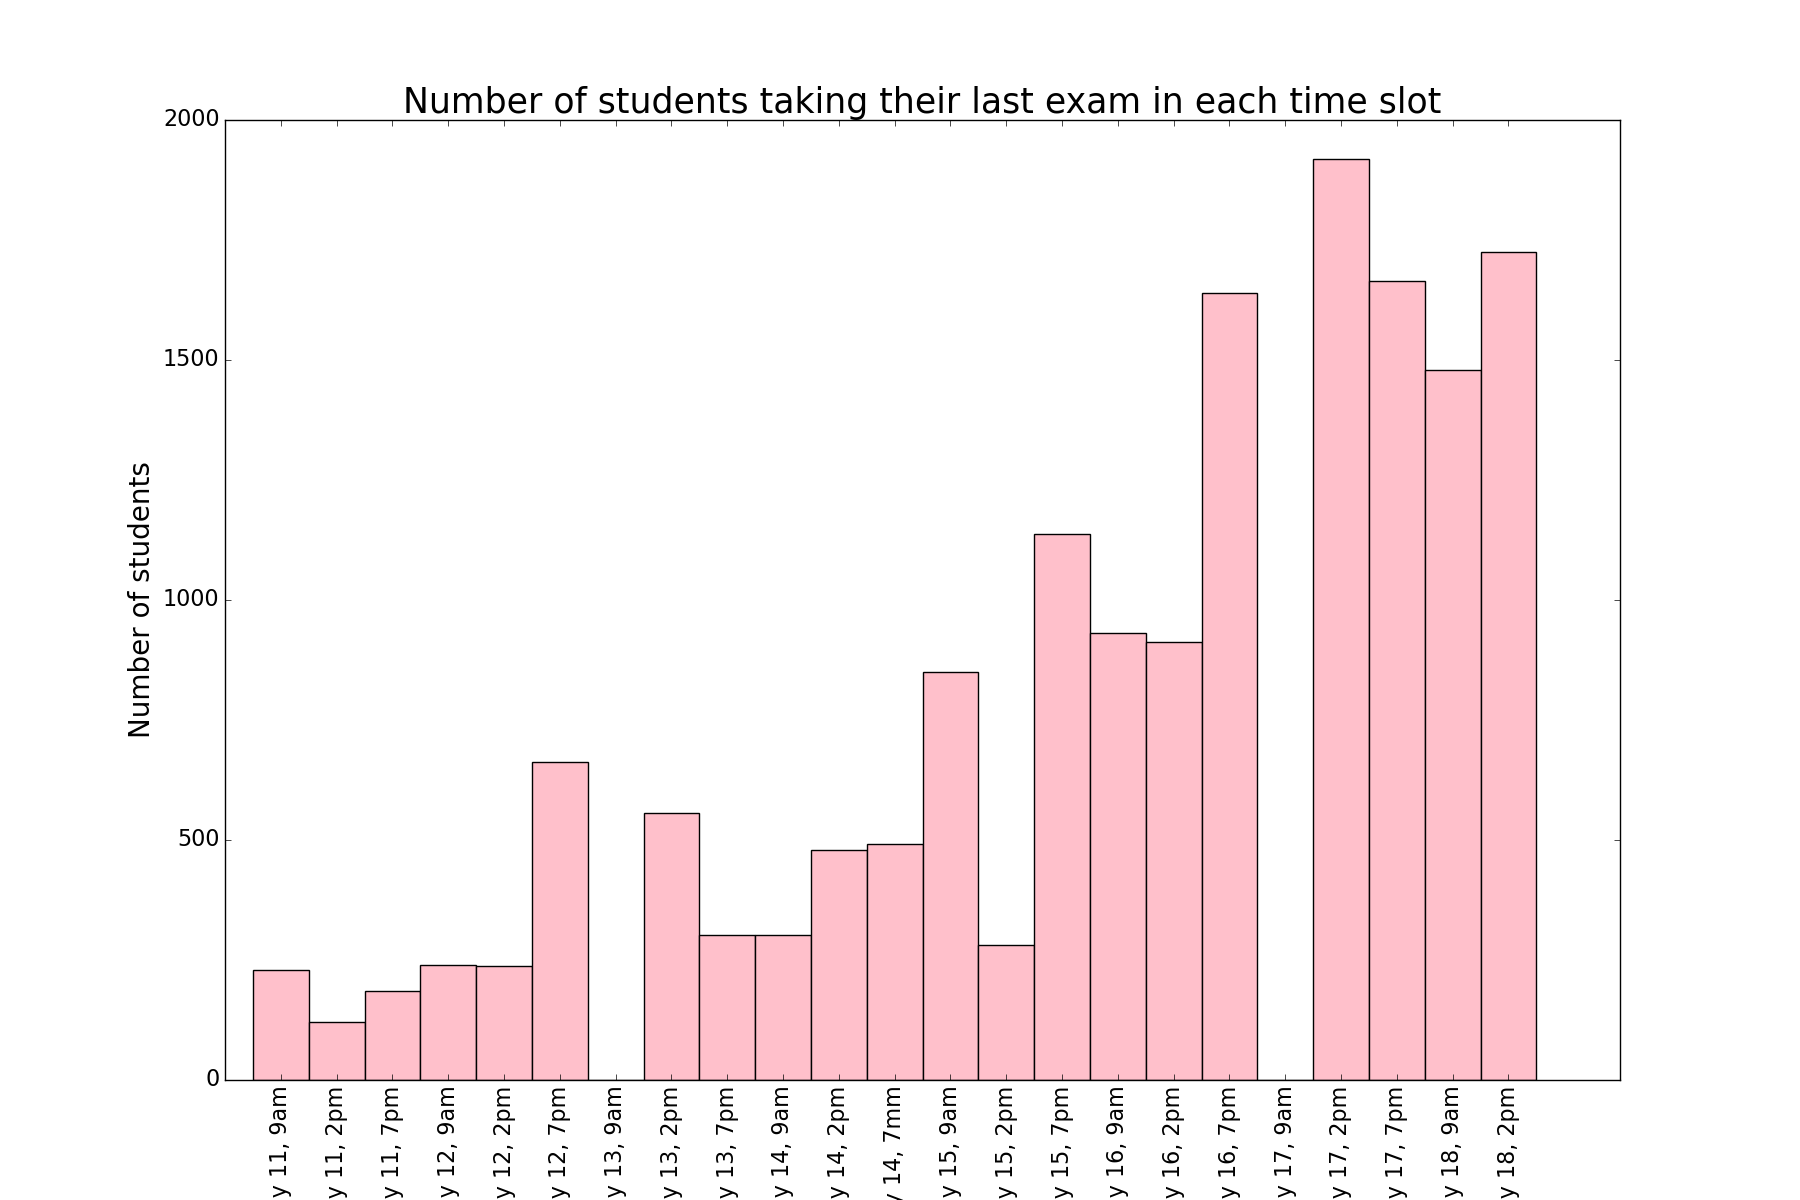 Number of students taking their last exam in each time slot
Number of students
2000
1500
1000
500
0
y 11, 9am
y 11, 2pm
y 11, 7pm
y 12, 9am
y 12, 2pm
y 12, 7pm
y 13, 9am
y 13, 2pm
y 13, 7pm
y 14, 9am
y 14, 2pm
y 14, 7mm
y 15, 9am
y 15, 2pm
y 15, 7pm
y 16, 9am
y 16, 2pm
y 16, 7pm
y 17, 9am
y 17, 2pm
y 17, 7pm
y 18, 9am
y 18, 2pm